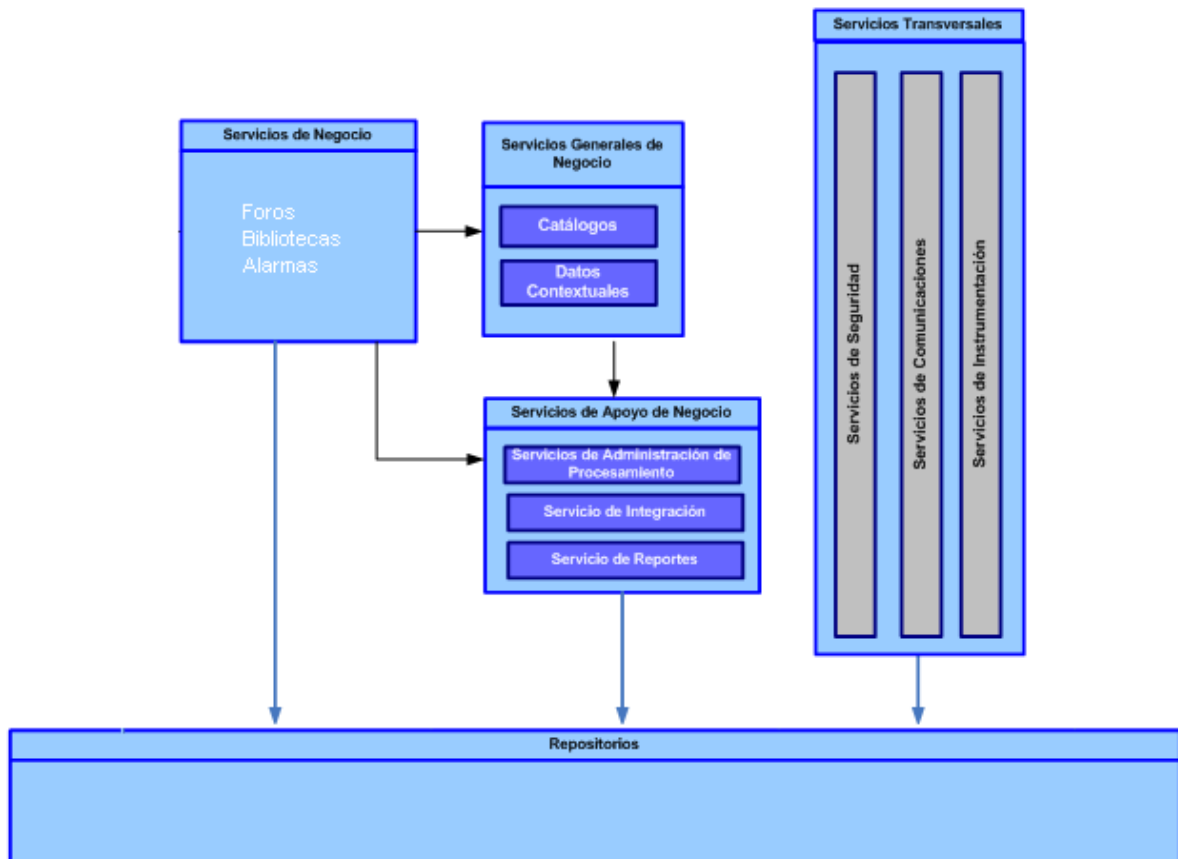 Servicios Transversales
Servicios de Seguridad
Servicios de Comunicaciones
Servicios de Instrumentación
Servicios de Negocio
Foros
Bibliotecas
Alarmas
Servicios Generales de
Negocio
Catálogos
Datos
Contextuales
Servicios de Apoyo de Negocio
Servicios de Administración de
Procesamiento
Servicio de Integración
Servicio de Reportes
Repositorios